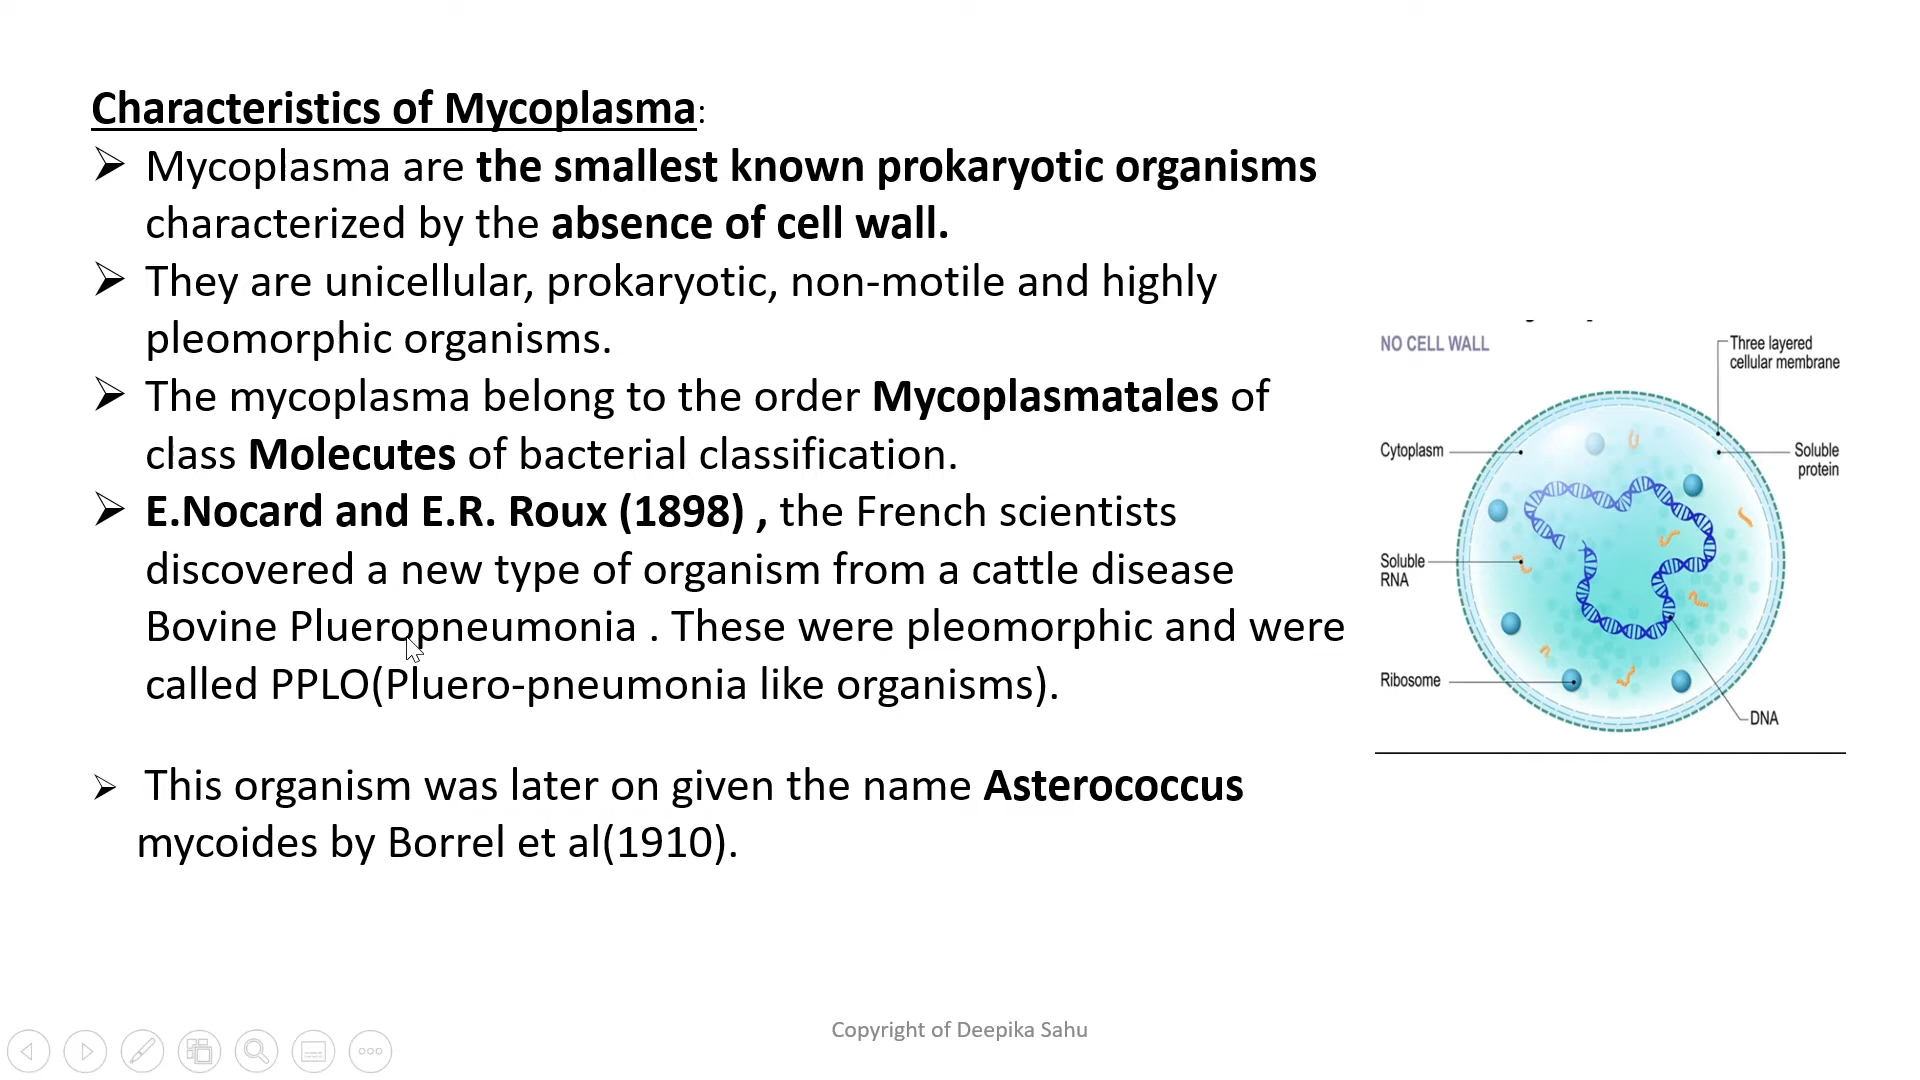 Characteristics of Mycoplasma:
Mycoplasma are the smallest known prokaryotic organisms
characterized by the absence of cell wall.
They are unicellular, prokaryotic, non-motile and highly
pleomorphic organisms.
The mycoplasma belong to the order Mycoplasmatales of
class Molecutes of bacterial classification.
E.Nocard and E.R. Roux (1898) , the French scientists
discovered a new type of organism from a cattle disease
Bovine Plueropneumonia . These were pleomorphic and were
called PPLO(Pluero-pneumonia like organisms).
This organism was later on given the name Asterococcus
mycoides by Borrel et al(1910).
NO CELL WALL
Three layered
cellular membrane
Cytoplasm
Soluble
protein
Soluble
RNA
Ribosome
DNA
Copyright of Deepika Sahu